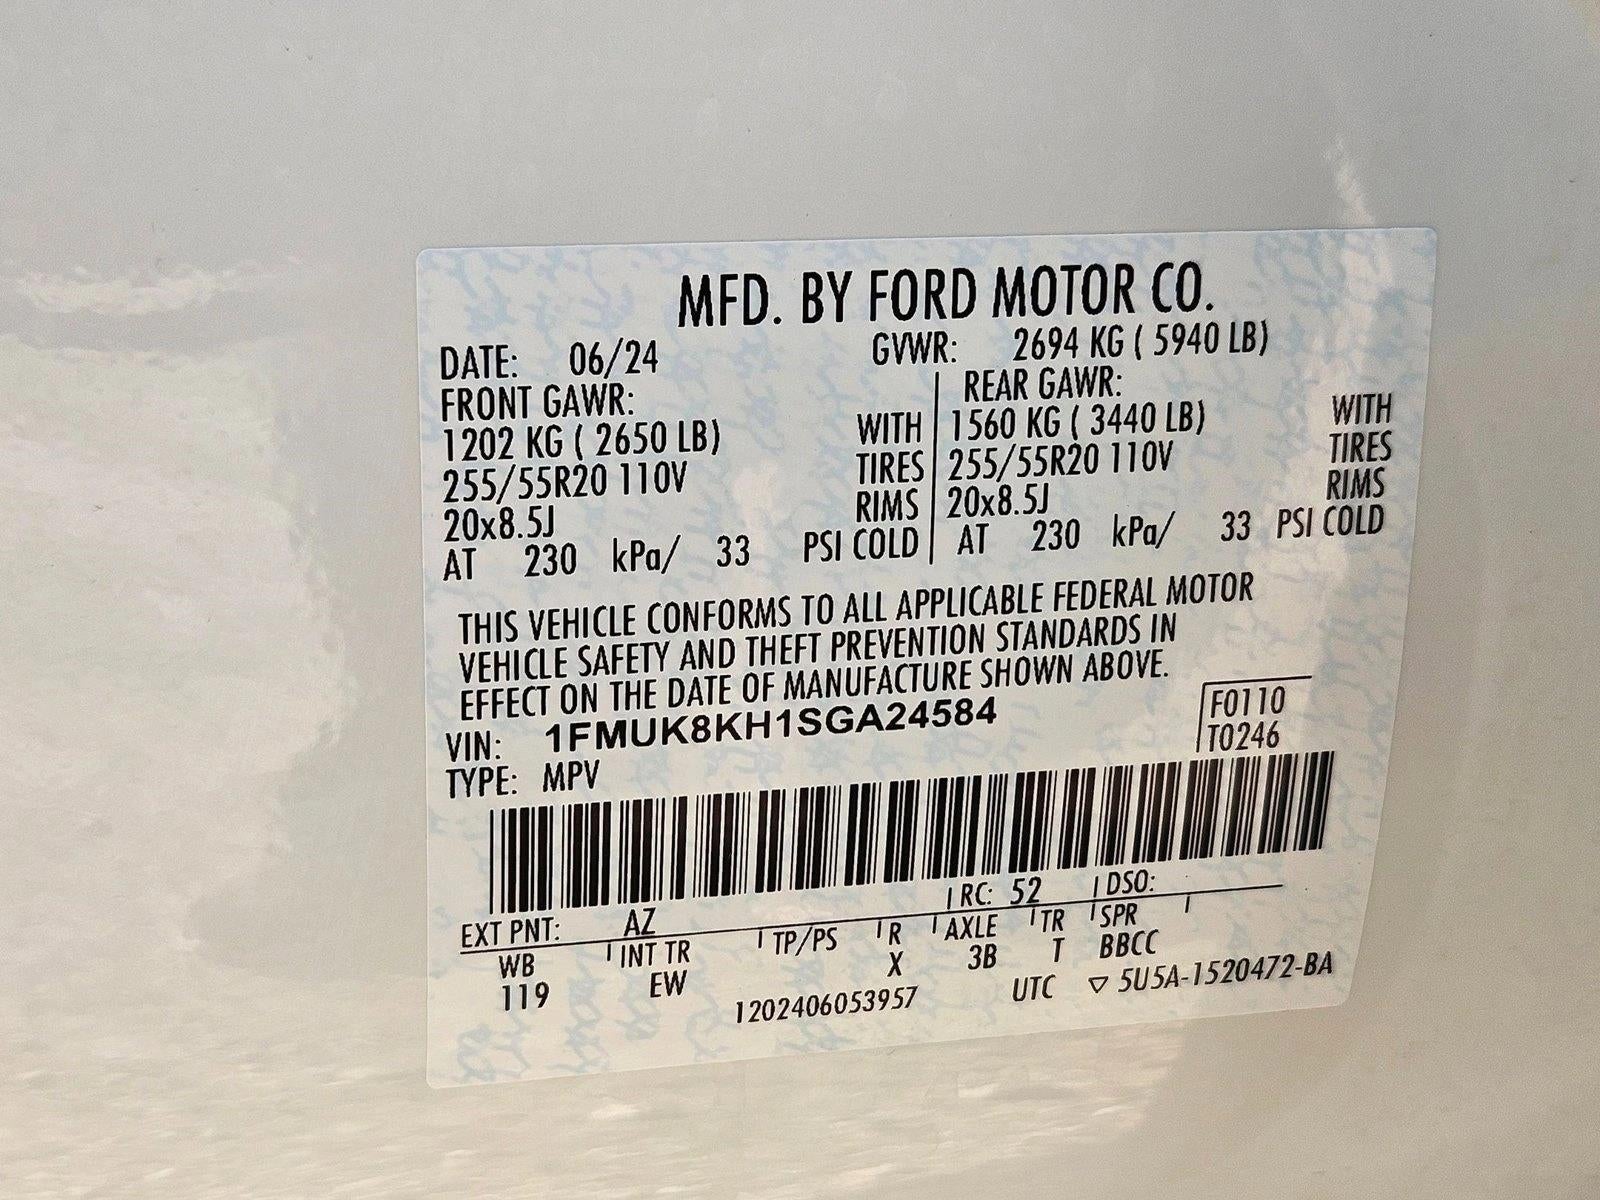 MFD. BY FORD MOTOR CO.
DATE: 06/24 GVWR: 2694 KG ( 5940 LB)
FRONT GAWR: REAR GAWR:
1202 KG ( 2650 LB) WITH 1560 KG ( 3440 LB) WITH
255/55R20 110V TIRES 255/55R20 110V TIRES
20x8.5J RIMS 20x8.5J RIMS
AT 230 kPa/ 33 PSI COLD AT 230 kPa/ 33 PSI COLD
THIS VEHICLE CONFORMS TO ALL APPLICABLE FEDERAL MOTOR
VEHICLE SAFETY AND THEFT PREVENTION STANDARDS IN
EFFECT ON THE DATE OF MANUFACTURE SHOWN ABOVE.
VIN: 1FMUK8KH1SGA24584 F0110
TYPE: MPV T0246
EXT PNT: AZ RC: 52 DSO:
WB INT TR TP/PS R AXLE TR SPR
119 EW X 3B T BBCC
1202406053957 UTC ▽ 5U5A-1520472-BA